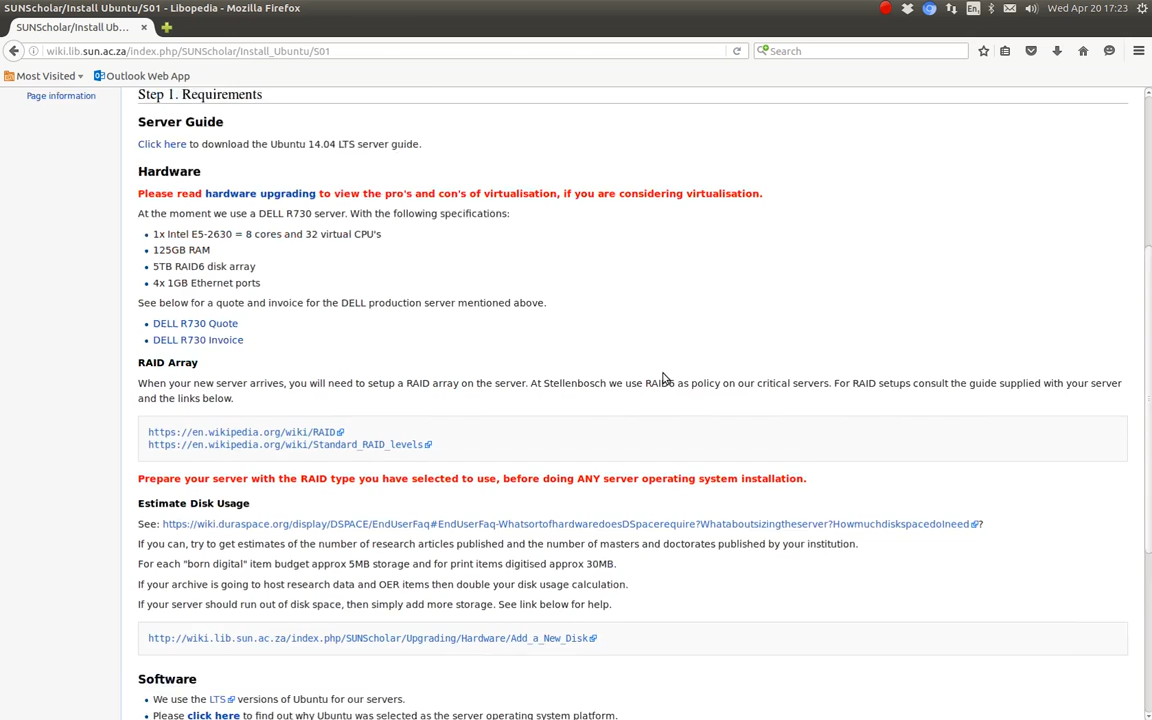 SUNScholar/Install Ubuntu/S01 - Libopedia - Mozilla Firefox
En
Wed Apr 20 17:23
SUNScholar/Install Ub...
wiki.lib.sun.ac.za/index.php/SUNScholar/Install_Ubuntu/S01
Search
Most Visited
Outlook Web App
Page information
Step 1. Requirements
Server Guide
Click here to download the Ubuntu 14.04 LTS server guide.
Hardware
Please read hardware upgrading to view the pro's and con's of virtualisation, if you are considering virtualisation.
At the moment we use a DELL R730 server. With the following specifications:
1x Intel E5-2630 = 8 cores and 32 virtual CPU's
125GB RAM
5TB RAID6 disk array
4x 1GB Ethernet ports
See below for a quote and invoice for the DELL production server mentioned above.
DELL R730 Quote
DELL R730 Invoice
RAID Array
When your new server arrives, you will need to setup a RAID array on the server. At Stellenbosch we use RAID6 as policy on our critical servers. For RAID setups consult the guide supplied with your server
and the links below.
https://en.wikipedia.org/wiki/RAID
https://en.wikipedia.org/wiki/Standard_RAID_levels
Prepare your server with the RAID type you have selected to use, before doing ANY server operating system installation.
Estimate Disk Usage
See: https://wiki.duraspace.org/display/DSPACE/EndUserFaq#EndUserFaq-WhatsortofhardwaredoesDSpacerequire?Whataboutsizingtheserver?HowmuchdiskspacedoIneed?
If you can, try to get estimates of the number of research articles published and the number of masters and doctorates published by your institution.
For each "born digital" item budget approx 5MB storage and for print items digitised approx 30MB.
If your archive is going to host research data and OER items then double your disk usage calculation.
If your server should run out of disk space, then simply add more storage. See link below for help.
http://wiki.lib.sun.ac.za/index.php/SUNScholar/Upgrading/Hardware/Add_a_New_Disk
Software
We use the LTS versions of Ubuntu for our servers.
Please click here to find out why Ubuntu was selected as the server operating system platform.